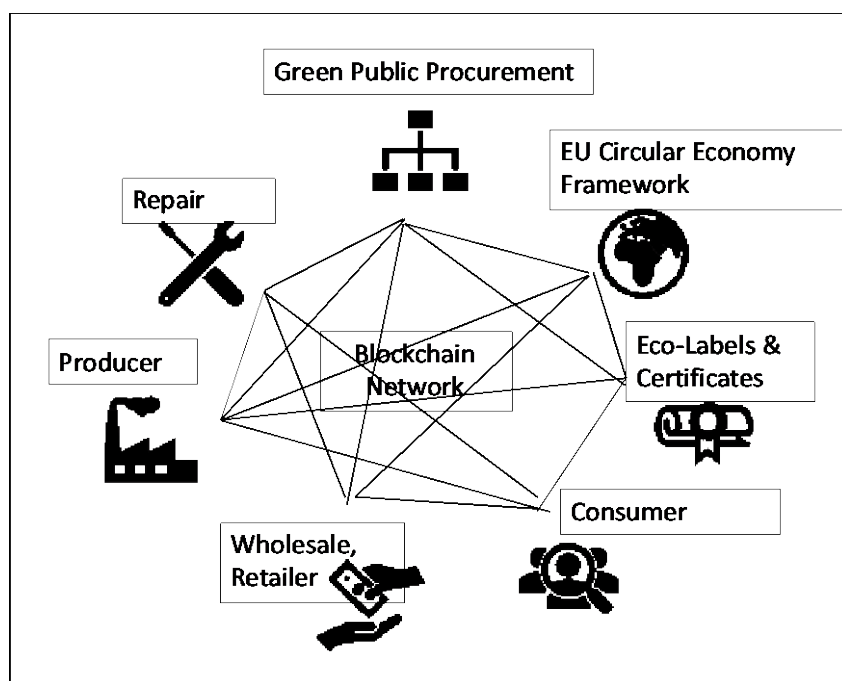 Green Public Procurement
EU Circular Economy
Framework
Repair
Blockchain
Network
Eco-Labels &
Certificates
Producer
Consumer
Wholesale,
Retailer